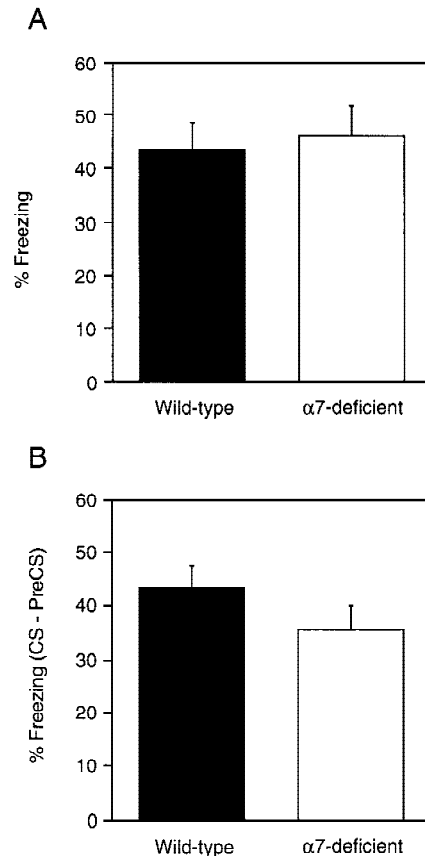 A
60
50
40
30
20
10
0
% Freezing
Wild-type
α7-deficient
B
60
50
40
30
20
10
0
% Freezing (CS - PreCS)
Wild-type
α7-deficient